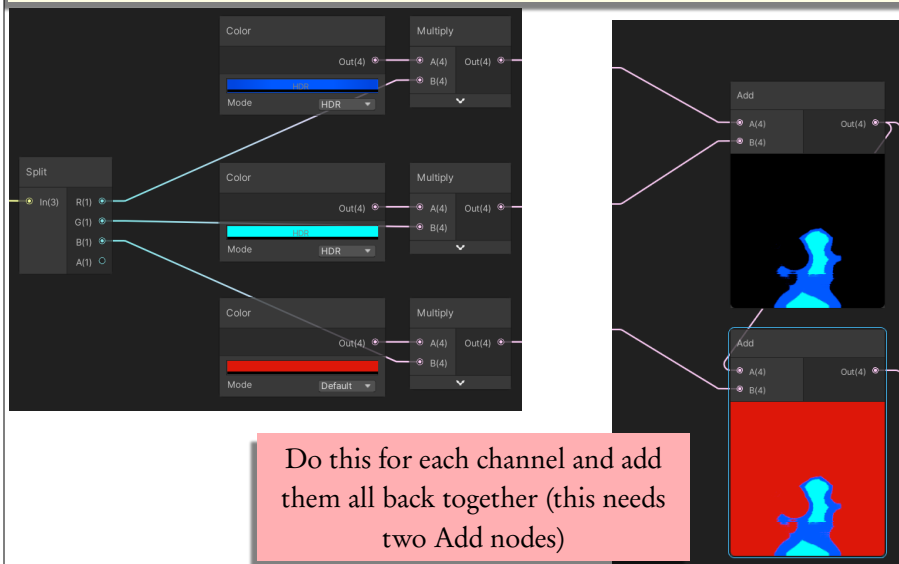 Color
Out(4)
HDR
Mode HDR
Multiply
A(4) Out(4)
B(4)
Split
In(3) R(1)
G(1)
B(1)
A(1)
Color
Out(4)
HDR
Mode HDR
Multiply
A(4) Out(4)
B(4)
Color
Out(4)
Mode Default
Multiply
A(4) Out(4)
B(4)
Add
A(4) Out(4)
B(4)
Add
A(4) Out(4)
B(4)
Do this for each channel and add
them all back together (this needs
two Add nodes)